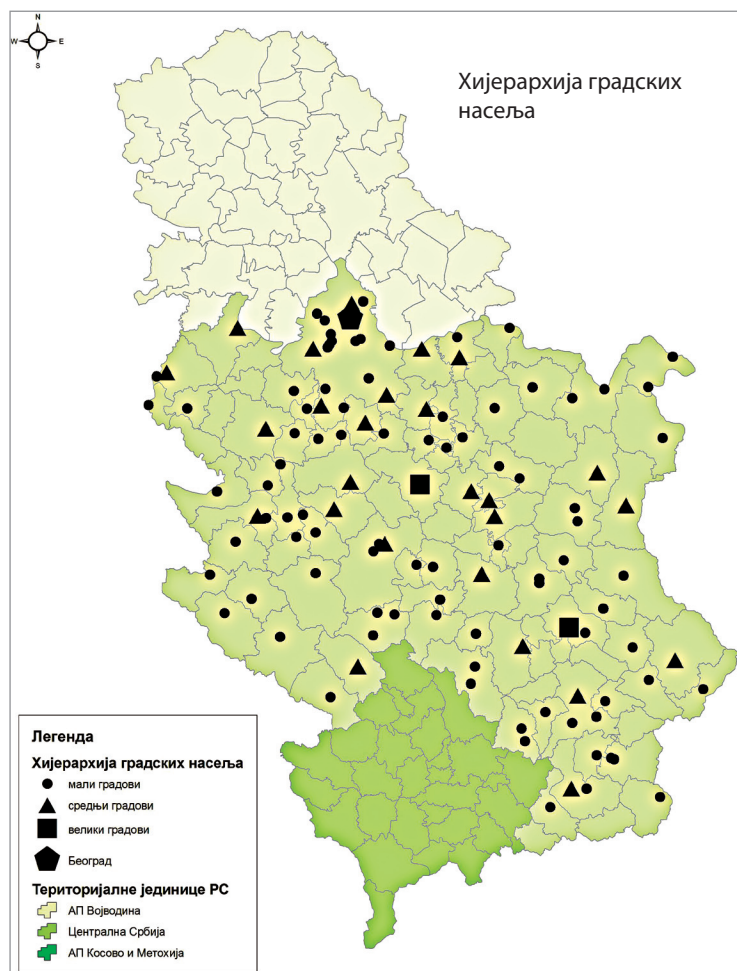 N
W E
S
Хијерархија градских
насеља
Легенда
Хијерархија градских насеља
мали градови
средњи градови
велики градови
Београд
Територијалне јединице РС
АП Војводина
Централна Србија
АП Косово и Метохија